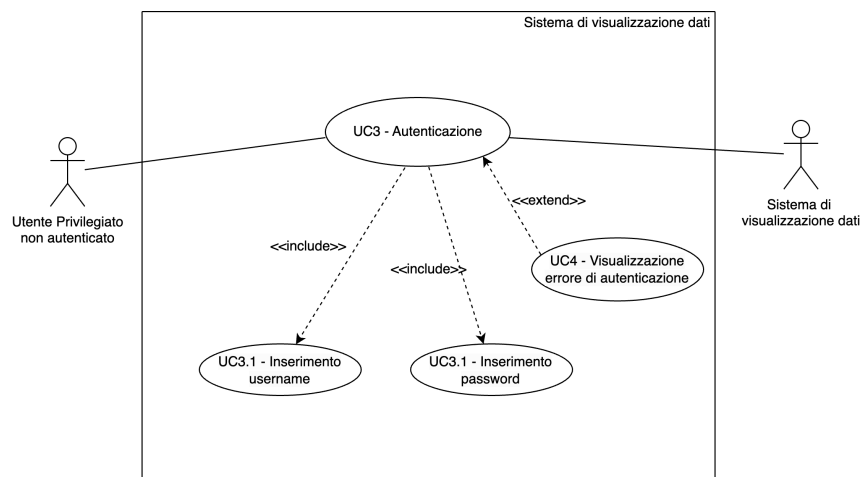 Sistema di visualizzazione dati
UC3 - Autenticazione
<<extend>>
Utente Privilegiato
non autenticato
Sistema di
visualizzazione dati
<<include>>
<<include>>
UC4 - Visualizzazione
errore di autenticazione
UC3.1 - Inserimento
username
UC3.1 - Inserimento
password